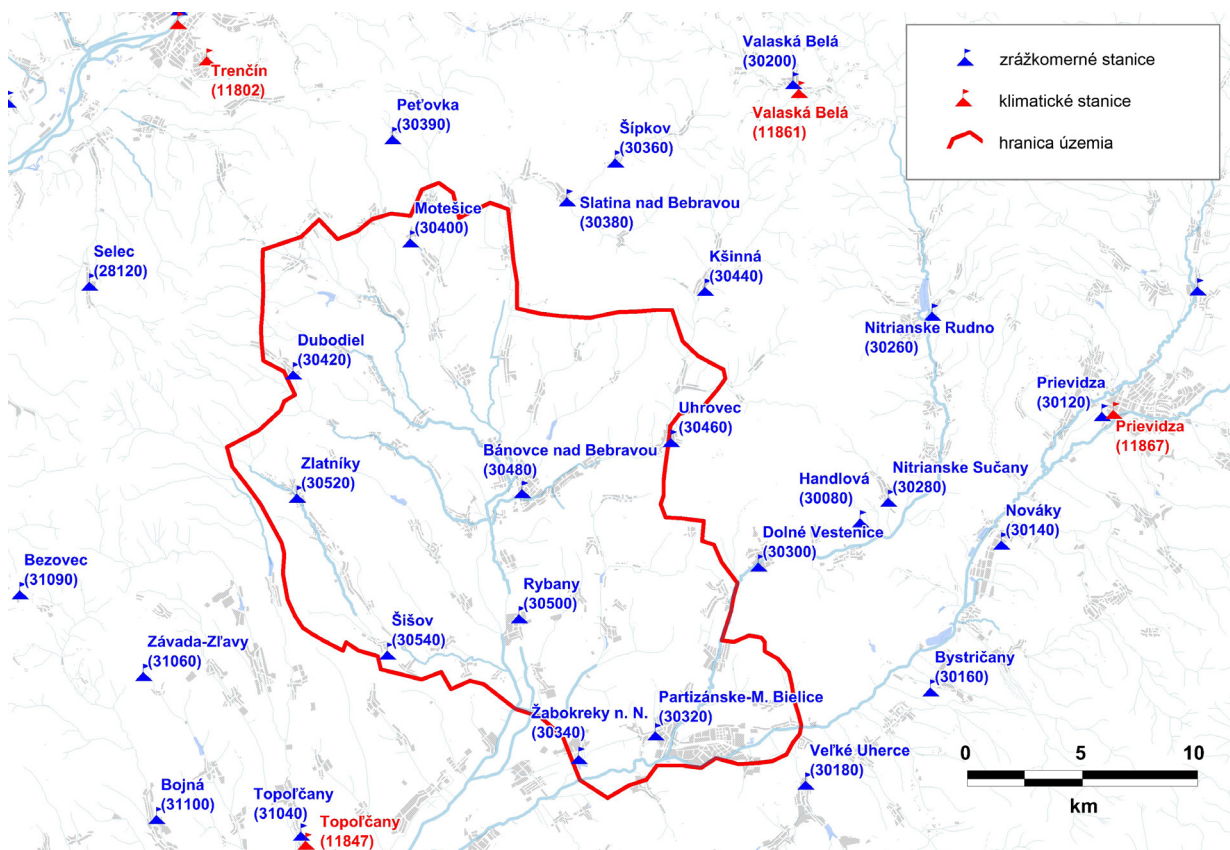 Valaská Belá
(30200)
zrážkomerné stanice
Trenčín
(11802)
Valaská Belá
(11861)
klimatické stanice
Peťovka
(30390)
Šípkov
(30360)
hranica územia
Slatina nad Bebravou
(30380)
Motešice
(30400)
Selec
(28120)
Kšinná
(30440)
Nitrianske Rudno
(30260)
Dubodiel
(30420)
Prievidza
(30120)
Prievidza
(11867)
Uhrovec
(30460)
Bánovce nad Bebravou
(30480)
Zlatníky
(30520)
Handlová
(30080)
Nitrianske Sučany
(30280)
Nováky
(30140)
Dolné Vestenice
(30300)
Bezovec
(31090)
Rybany
(30500)
Šišov
(30540)
Závada-Zľavy
(31060)
Bystričany
(30160)
Partizánske-M. Bielice
(30320)
Žabokreky n. N.
(30340)
Veľké Uherce
(30180)
0 5 10
km
Bojná
(31100)
Topoľčany
(31040)
Topoľčany
(11847)